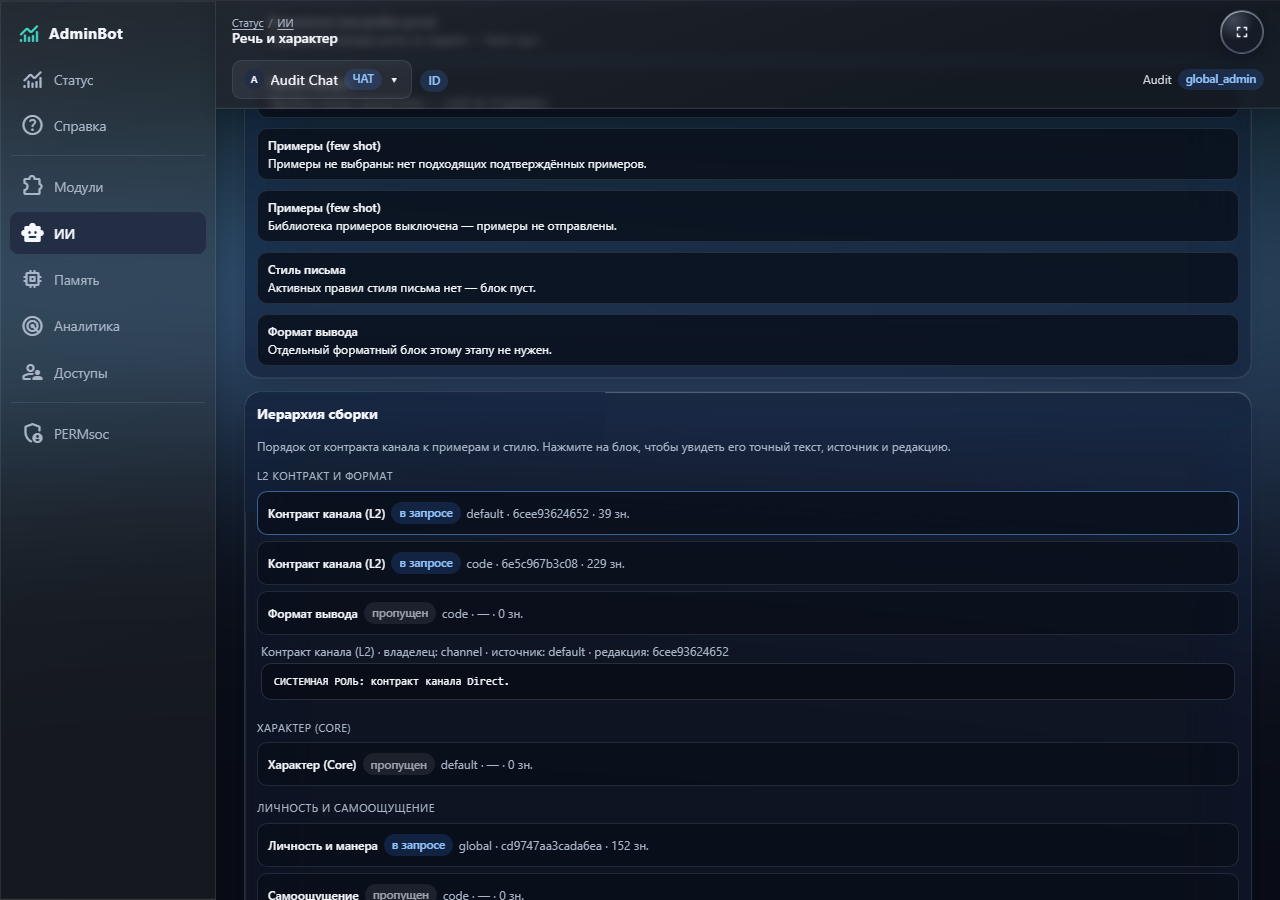 AdminBot
Статус
Справка
Модули
ИИ
Память
Аналитика
Доступы
PERMsoc
Статус / ИИ
Речь и характер
A Audit Chat ЧАТ ▾ ID
Audit global_admin
Примеры (few shot)
Примеры не выбраны: нет подходящих подтверждённых примеров.
Примеры (few shot)
Библиотека примеров выключена — примеры не отправлены.
Стиль письма
Активных правил стиля письма нет — блок пуст.
Формат вывода
Отдельный форматный блок этому этапу не нужен.
Иерархия сборки
Порядок от контракта канала к примерам и стилю. Нажмите на блок, чтобы увидеть его точный текст, источник и редакцию.
L2 КОНТРАКТ И ФОРМАТ
Контракт канала (L2) в запросе default · 6cee93624652 · 39 зн.
Контракт канала (L2) в запросе code · 6e5c967b3c08 · 229 зн.
Формат вывода пропущен code · — · 0 зн.
Контракт канала (L2) · владелец: channel · источник: default · редакция: 6cee93624652
СИСТЕМНАЯ РОЛЬ: контракт канала Direct.
ХАРАКТЕР (CORE)
Характер (Core) пропущен default · — · 0 зн.
ЛИЧНОСТЬ И САМООЩУЩЕНИЕ
Личность и манера в запросе global · cd9747aa3cada6ea · 152 зн.
Самоощущение пропущен code · — · 0 зн.